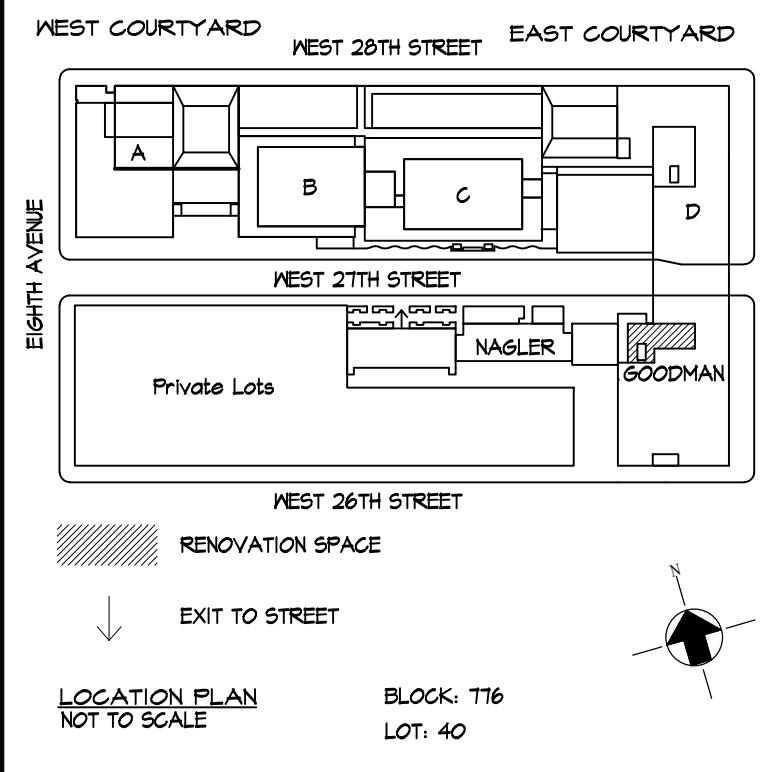 WEST COURTYARD
WEST 28TH STREET
EAST COURTYARD
A
B
C
D
EIGHTH AVENUE
WEST 27TH STREET
NAGLER
GOODMAN
Private Lots
WEST 26TH STREET
RENOVATION SPACE
EXIT TO STREET
N
LOCATION PLAN
NOT TO SCALE
BLOCK: 776
LOT: 40